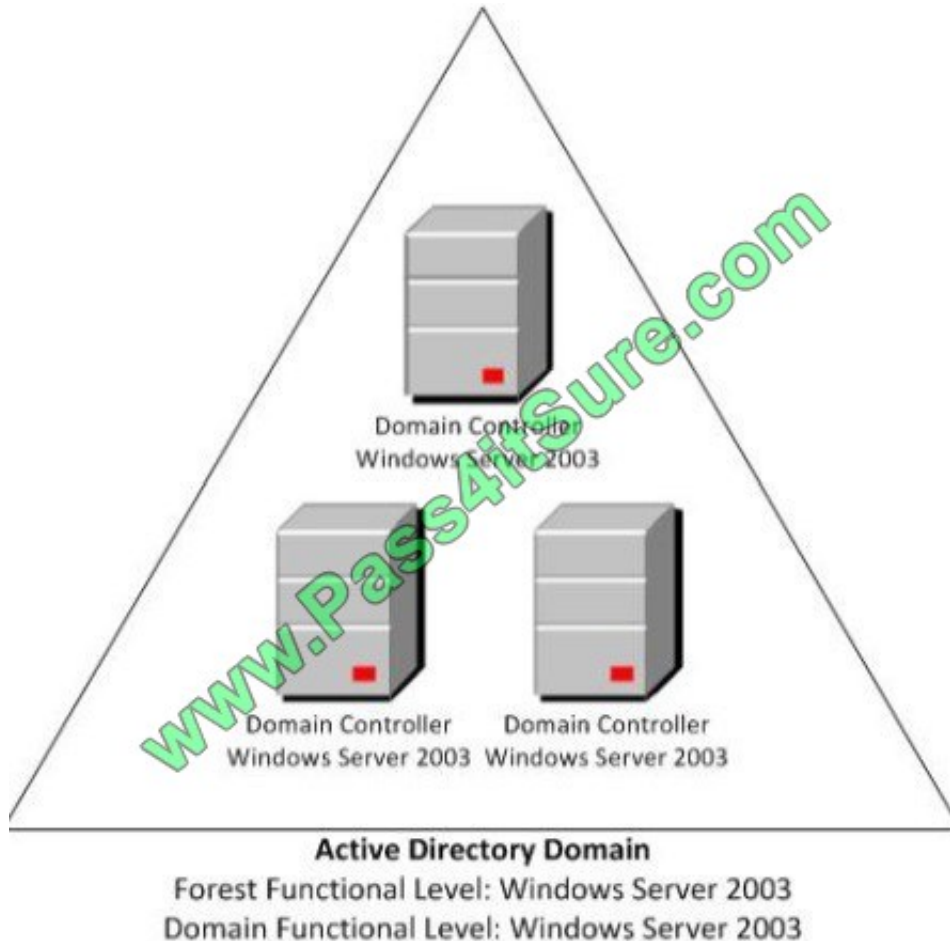 Domain Controller
Windows Server 2003
Domain Controller
Windows Server 2003
Domain Controller
Windows Server 2003
www.Pass4itSure.com
Active Directory Domain
Forest Functional Level: Windows Server 2003
Domain Functional Level: Windows Server 2003